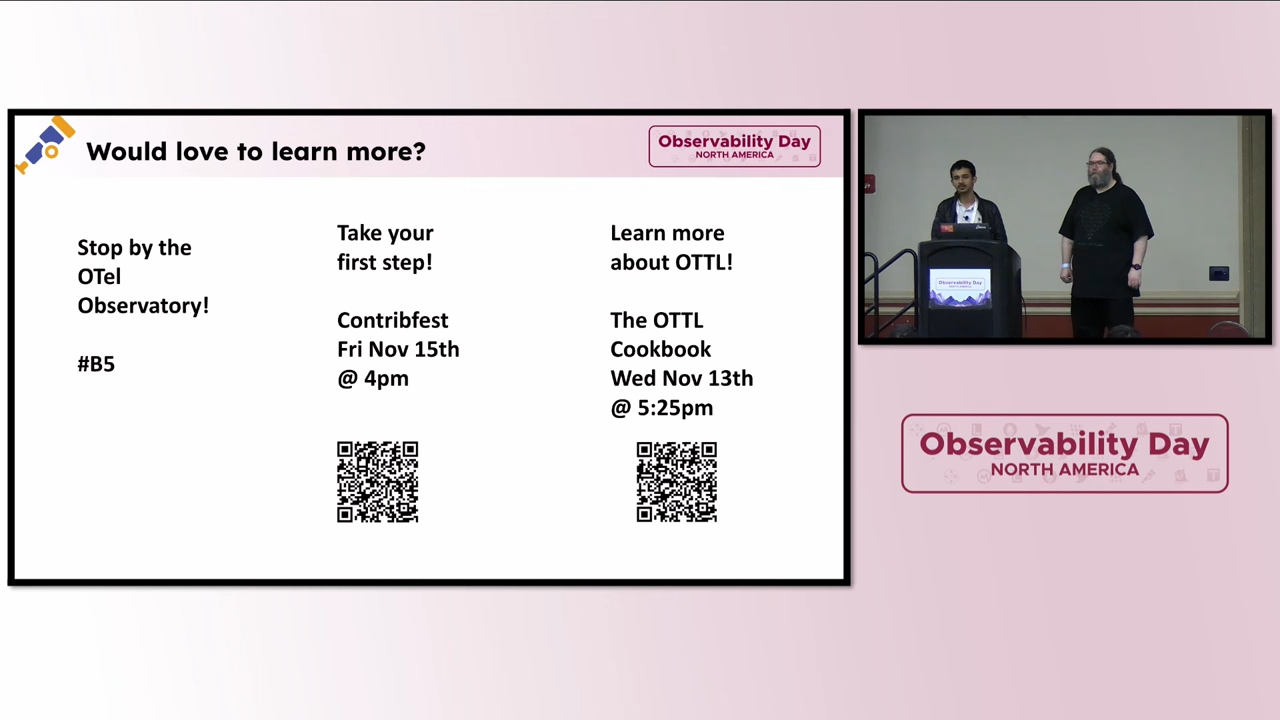 Would love to learn more?
Observability Day
NORTH AMERICA
Stop by the
OTel
Observatory!
#B5
Take your
first step!
Contribfest
Fri Nov 15th
@ 4pm
Learn more
about OTTL!
The OTTL
Cookbook
Wed Nov 13th
@ 5:25pm
Observability Day
Observability Day
NORTH AMERICA